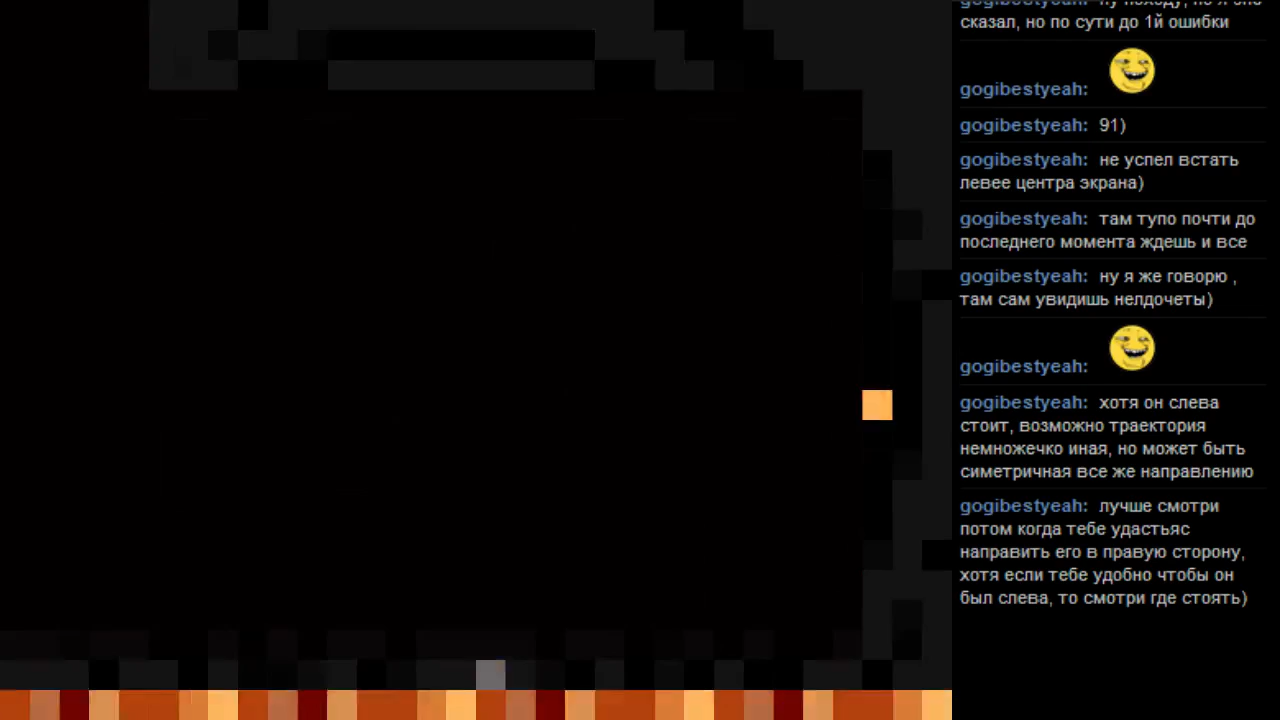 сказал, но по сути до 1й ошибки
gogibestyeah:
gogibestyeah: 91)
gogibestyeah: не успел встать
левее центра экрана)
gogibestyeah: там тупо почти до
последнего момента ждешь и все
gogibestyeah: ну я же говорю ,
там сам увидишь нелдочеты)
gogibestyeah:
gogibestyeah: хотя он слева
стоит, возможно траектория
немножечко иная, но может быть
симетричная все же направлению
gogibestyeah: лучше смотри
потом когда тебе удастьяс
направить его в правую сторону,
хотя если тебе удобно чтобы он
был слева, то смотри где стоять)